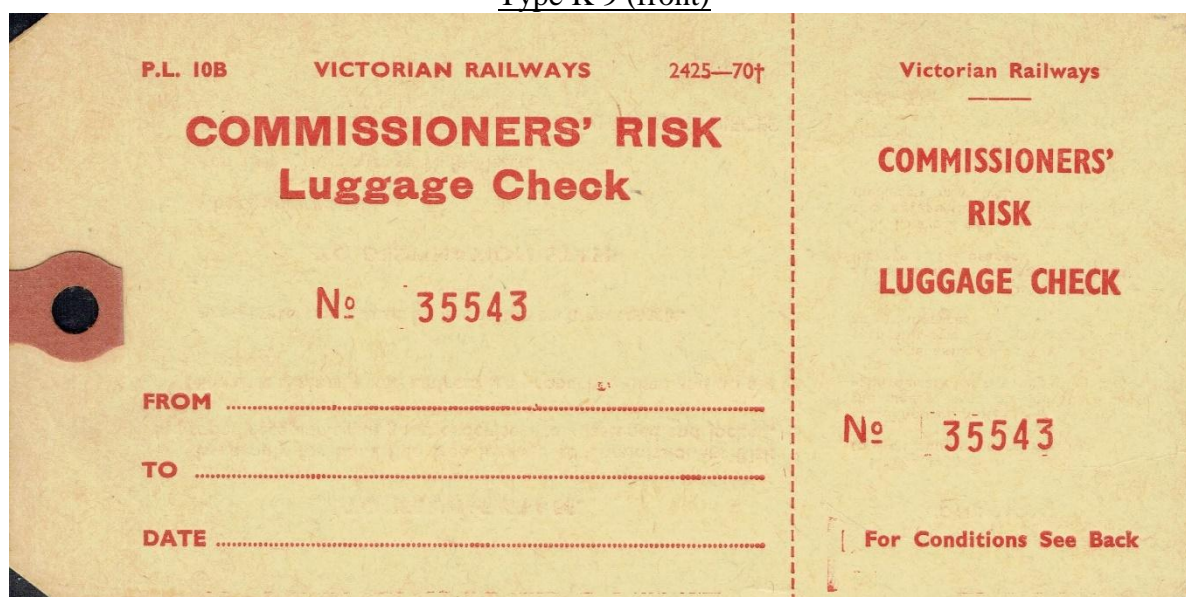 Type K 9 (front)
P.L. 10B VICTORIAN RAILWAYS 2425—70†
COMMISSIONERS' RISK
Luggage Check
Nº 35543
FROM
TO
DATE
Victorian Railways
COMMISSIONERS'
RISK
LUGGAGE CHECK
Nº 35543
For Conditions See Back